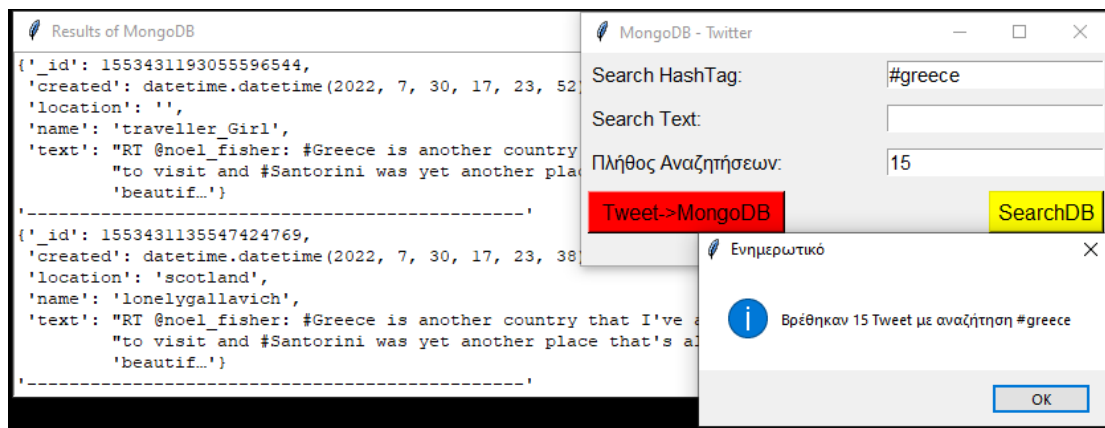 Results of MongoDB
{'_id': 1553431193055596544,
'created': datetime.datetime(2022, 7, 30, 17, 23, 52)
'location': '',
'name': 'traveller_Girl',
'text': "RT @noel_fisher: #Greece is another country
"to visit and #Santorini was yet another plac
'beautif…'}
'-----------------------------------------------'
{'_id': 1553431135547424769,
'created': datetime.datetime(2022, 7, 30, 17, 23, 38)
'location': 'scotland',
'name': 'lonelygallavich',
'text': "RT @noel_fisher: #Greece is another country that I've a
"to visit and #Santorini was yet another place that's al
'beautif…'}
'-----------------------------------------------'
MongoDB - Twitter
Search HashTag: #greece
Search Text:
Πλήθος Αναζητήσεων: 15
Tweet->MongoDB SearchDB
Ενημερωτικό
Βρέθηκαν 15 Tweet με αναζήτηση #greece
OK